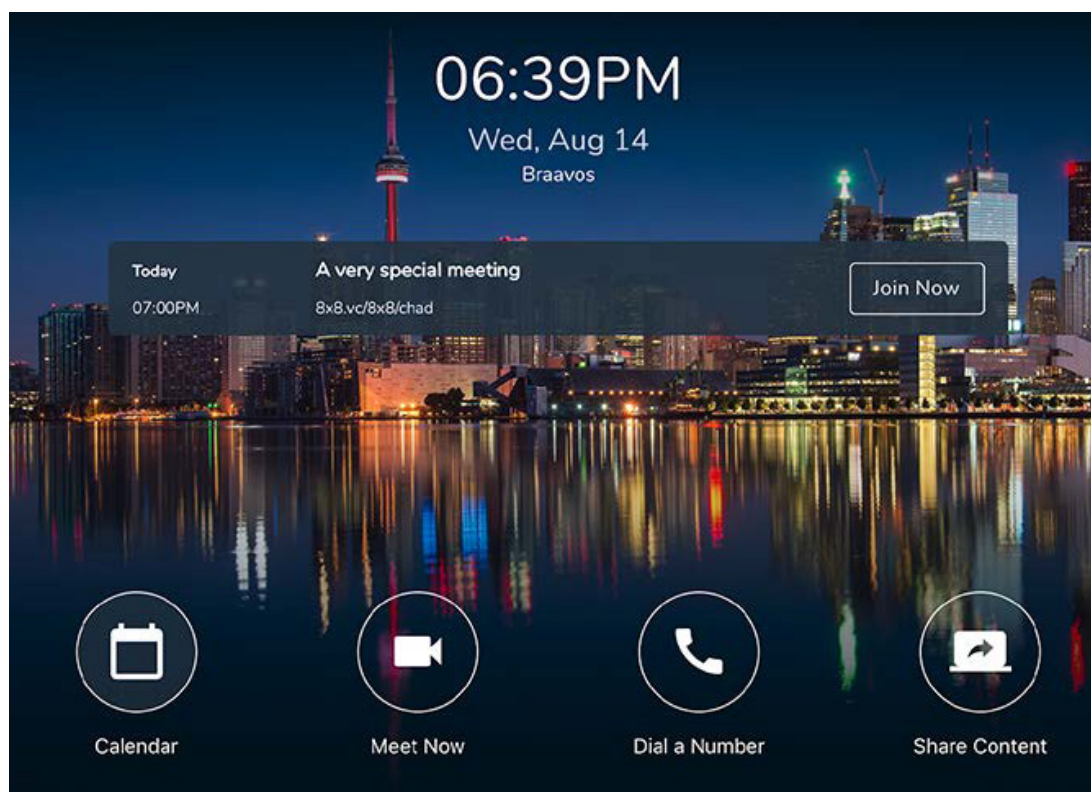 06:39PM
Wed, Aug 14
Braavos
Today
A very special meeting
07:00PM
8x8.vc/8x8/chad
Join Now
Calendar
Meet Now
Dial a Number
Share Content